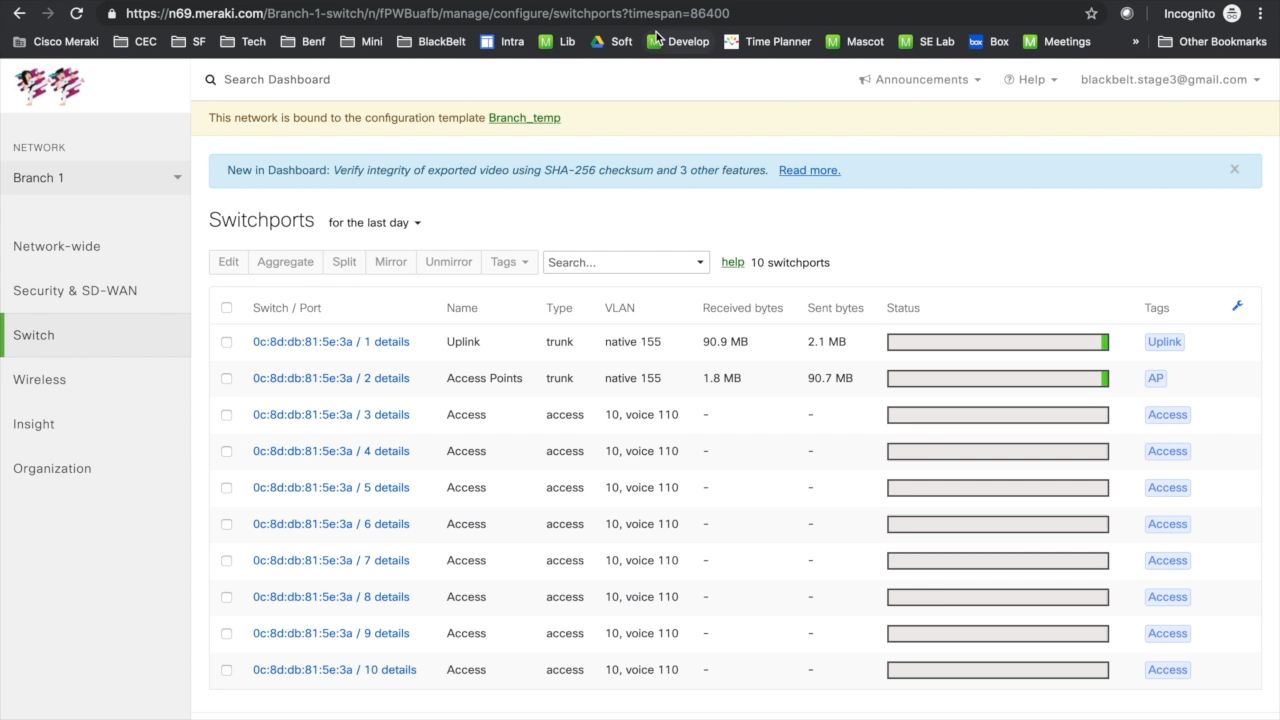 https://n69.meraki.com/Branch-1-switch/n/fPWBuafb/manage/configure/switchports?timespan=86400 Incognito
Cisco Meraki CEC SF Tech Benf Mini BlackBelt Intra Lib Soft Develop Time Planner Mascot SE Lab box Box Meetings » Other Bookmarks
Search Dashboard Announcements Help blackbelt.stage3@gmail.com
This network is bound to the configuration template Branch_temp
NETWORK
Branch 1
New in Dashboard: Verify integrity of exported video using SHA-256 checksum and 3 other features. Read more. ×
Network-wide
Security & SD-WAN
Switch
Wireless
Insight
Organization
Switchports for the last day
Edit Aggregate Split Mirror Unmirror Tags Search... help 10 switchports
Switch / Port Name Type VLAN Received bytes Sent bytes Status Tags
0c:8d:db:81:5e:3a / 1 details Uplink trunk native 155 90.9 MB 2.1 MB Uplink
0c:8d:db:81:5e:3a / 2 details Access Points trunk native 155 1.8 MB 90.7 MB AP
0c:8d:db:81:5e:3a / 3 details Access access 10, voice 110 - - Access
0c:8d:db:81:5e:3a / 4 details Access access 10, voice 110 - - Access
0c:8d:db:81:5e:3a / 5 details Access access 10, voice 110 - - Access
0c:8d:db:81:5e:3a / 6 details Access access 10, voice 110 - - Access
0c:8d:db:81:5e:3a / 7 details Access access 10, voice 110 - - Access
0c:8d:db:81:5e:3a / 8 details Access access 10, voice 110 - - Access
0c:8d:db:81:5e:3a / 9 details Access access 10, voice 110 - - Access
0c:8d:db:81:5e:3a / 10 details Access access 10, voice 110 - - Access